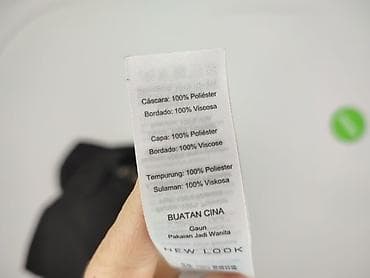 Cáscara: 100% Poliéster
Bordado: 100% Viscosa
Capa: 100% Poliéster
Bordado: 100% Viscose
Tempurung: 100% Poliester
Sulaman: 100% Viskosa
BUATAN CINA
Gaun
Pakaian Jadi Wanita
NEW LOOK